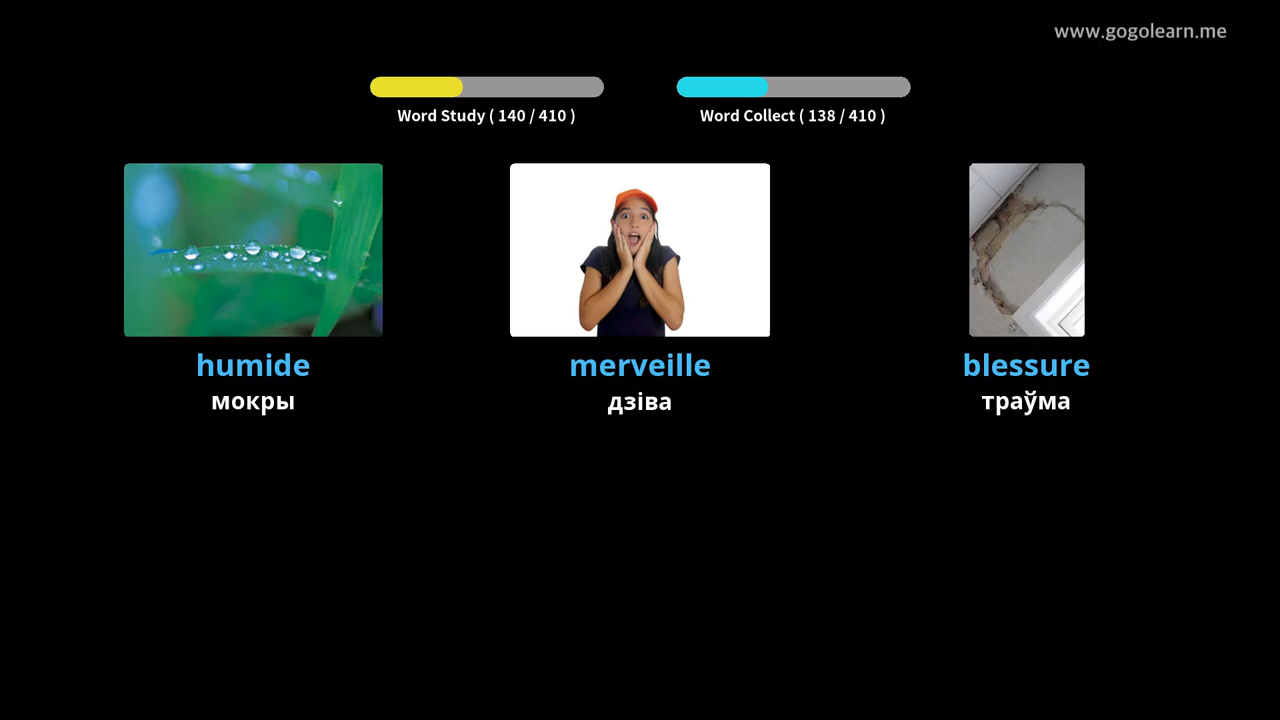 www.gogolearn.me
Word Study ( 140 / 410 )
Word Collect ( 138 / 410 )
humide
мокры
merveille
дзіва
blessure
траўма